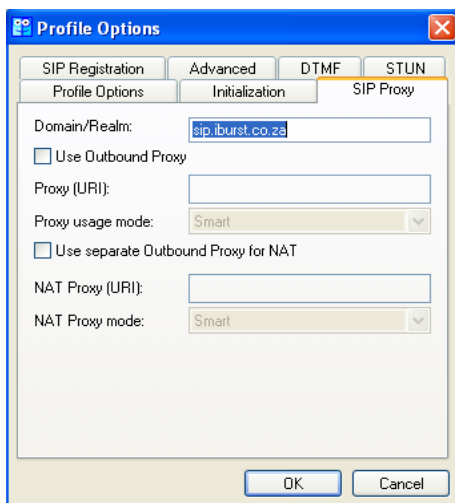 Profile Options
SIP Registration Advanced DTMF STUN
Profile Options Initialization SIP Proxy
Domain/Realm: sip.iburst.co.za
Use Outbound Proxy
Proxy (URI):
Proxy usage mode: Smart
Use separate Outbound Proxy for NAT
NAT Proxy (URI):
NAT Proxy mode: Smart
OK Cancel